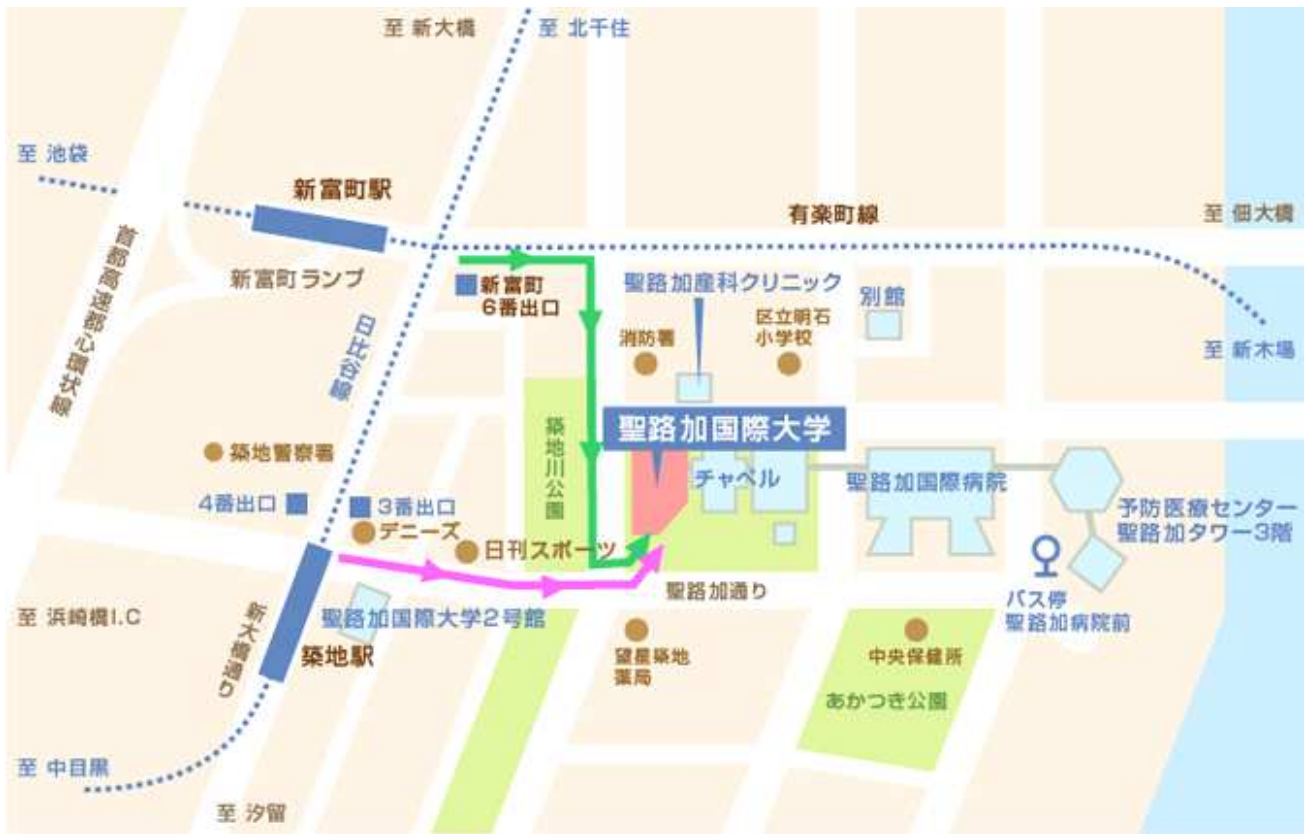 至 新大橋
至 北千住
至 池袋
新富町駅
有楽町線
至 佃大橋
首都高速都心環状線
新富町ランプ
日比谷線
新富町
6番出口
聖路加産科クリニック
消防署
区立明石
小学校
別館
至 新木場
聖路加国際大学
築地川公園
チャペル
聖路加国際病院
予防医療センター
聖路加タワー3階
築地警察署
4番出口
3番出口
デニーズ
日刊スポーツ
聖路加通り
バス停
聖路加病院前
至 浜崎橋I.C
新大橋通り
聖路加国際大学2号館
築地駅
望星築地
薬局
中央保健所
あかつき公園
至 中目黒
至 汐留